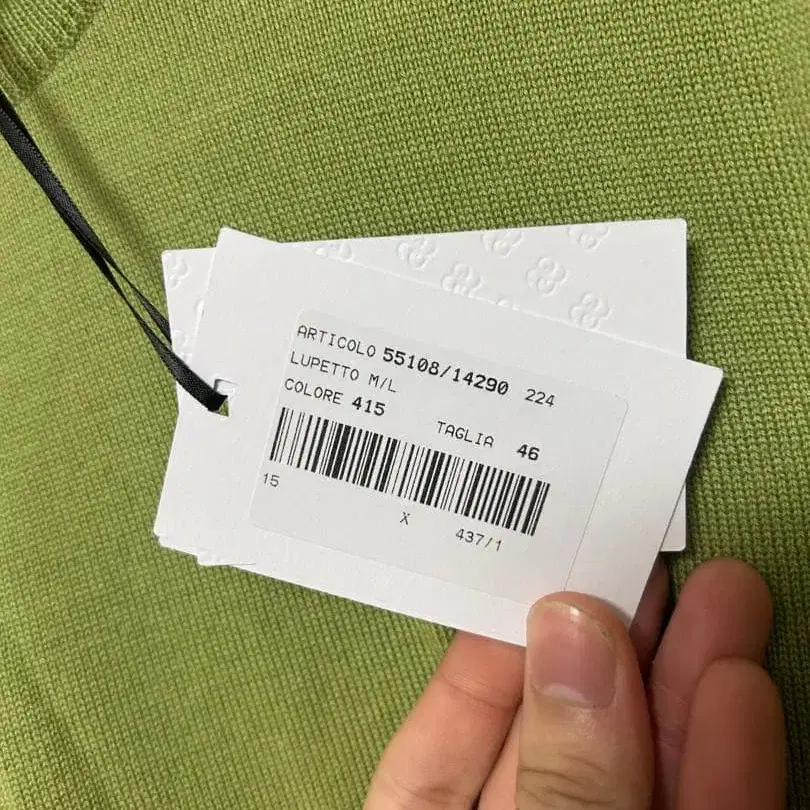 ARTICOLO 55108/14290 224
LUPETTO M/L
COLORE 415
TAGLIA 46
15
X 437/1